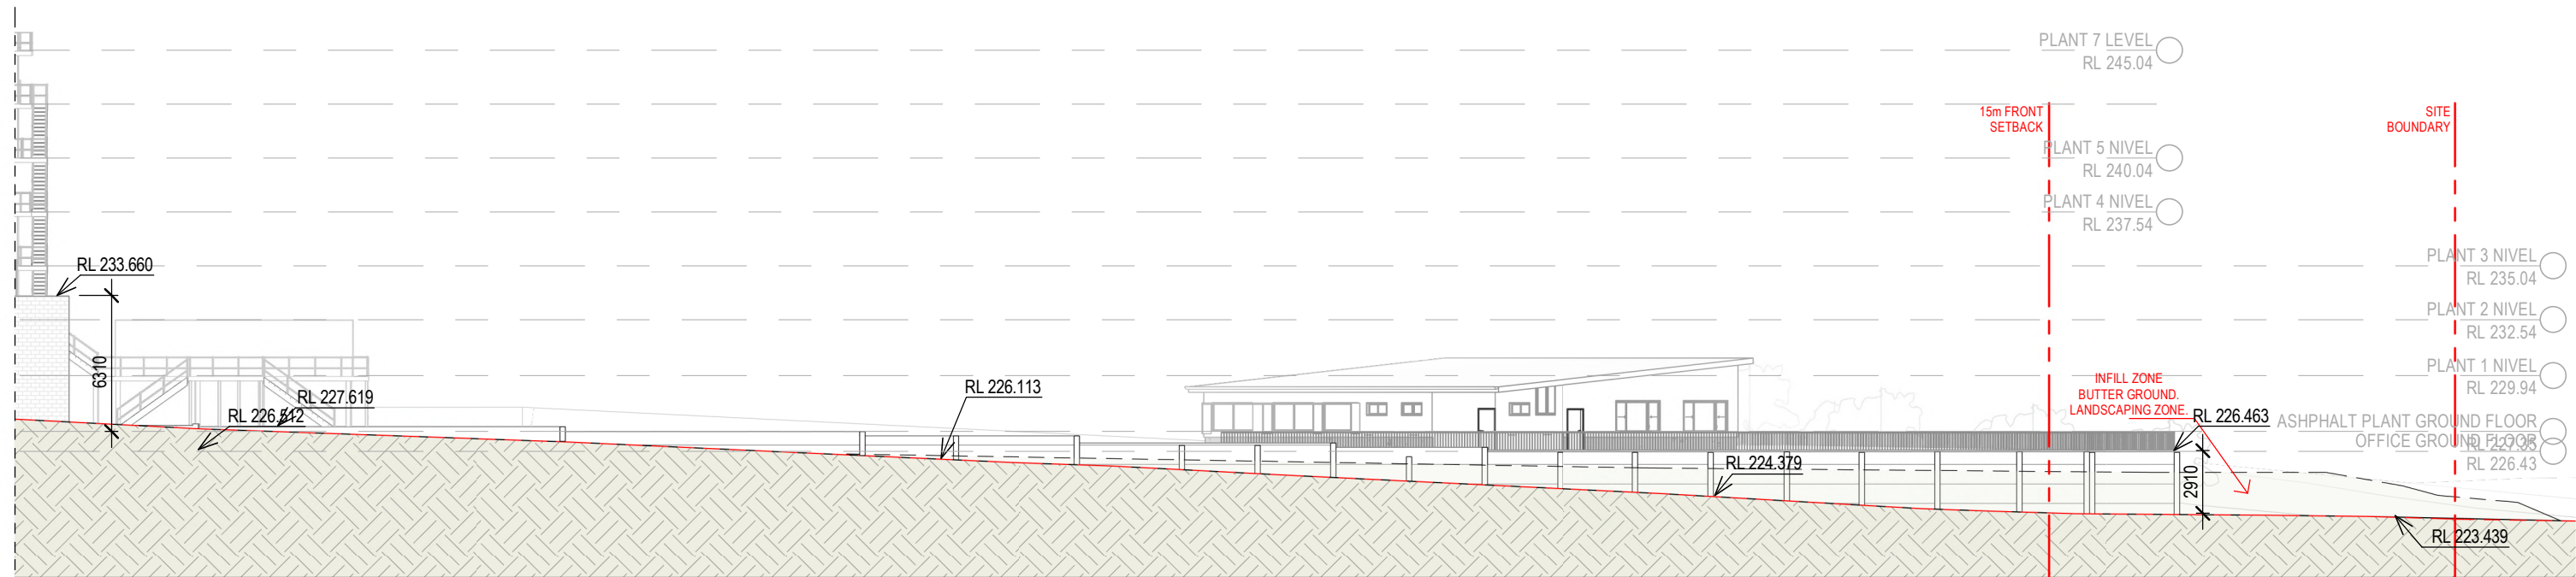 PLANT 7 LEVEL
RL 245.04
15m FRONT
SETBACK
SITE
BOUNDARY
PLANT 5 NIVEL
RL 240.04
PLANT 4 NIVEL
RL 237.54
PLANT 3 NIVEL
RL 235.04
RL 233.660
PLANT 2 NIVEL
RL 232.54
6310
PLANT 1 NIVEL
RL 229.94
RL 227.619
RL 226.512
RL 226.113
INFILL ZONE
BUTTER GROUND.
LANDSCAPING ZONE.
RL 226.463
ASHPHALT PLANT GROUND FLOOR
RL 227.35
OFFICE GROUND FLOOR
RL 226.43
RL 224.379
2910
RL 223.439